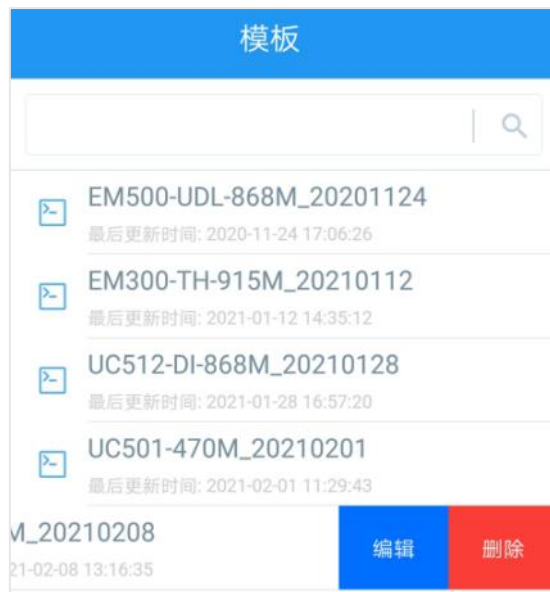 模板
EM500-UDL-868M_20201124
最后更新时间: 2020-11-24 17:06:26
EM300-TH-915M_20210112
最后更新时间: 2021-01-12 14:35:12
UC512-DI-868M_20210128
最后更新时间: 2021-01-28 16:57:20
UC501-470M_20210201
最后更新时间: 2021-02-01 11:29:43
M_20210208
21-02-08 13:16:35
编辑
删除